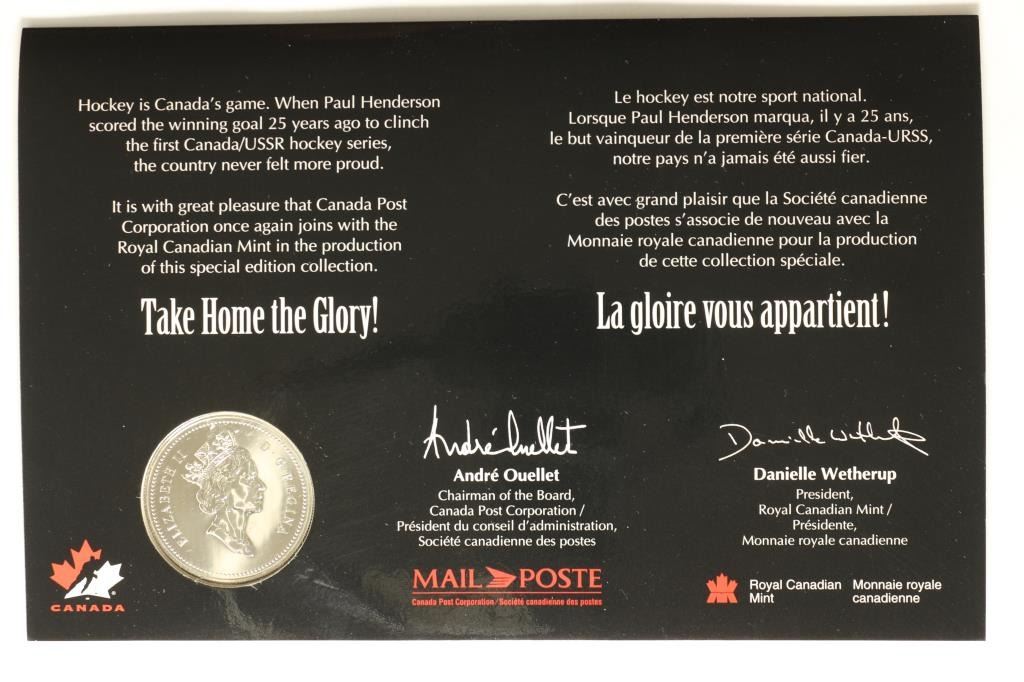 Hockey is Canada's game. When Paul Henderson
scored the winning goal 25 years ago to clinch
the first Canada/USSR hockey series,
the country never felt more proud.
It is with great pleasure that Canada Post
Corporation once again joins with the
Royal Canadian Mint in the production
of this special edition collection.
Take Home the Glory!
Le hockey est notre sport national.
Lorsque Paul Henderson marqua, il y a 25 ans,
le but vainqueur de la première série Canada-URSS,
notre pays n'a jamais été aussi fier.
C'est avec grand plaisir que la Société canadienne
des postes s'associe de nouveau avec la
Monnaie royale canadienne pour la production
de cette collection spéciale.
La gloire vous appartient!
ELIZABETH II D·G·REGINA
CANADA
André Ouellet
André Ouellet
Chairman of the Board,
Canada Post Corporation /
Président du conseil d'administration,
Société canadienne des postes
MAIL POSTE
Canada Post Corporation / Société canadienne des postes
Danielle Wetherup
Danielle Wetherup
President,
Royal Canadian Mint /
Présidente,
Monnaie royale canadienne
Royal Canadian
Mint
Monnaie royale
canadienne